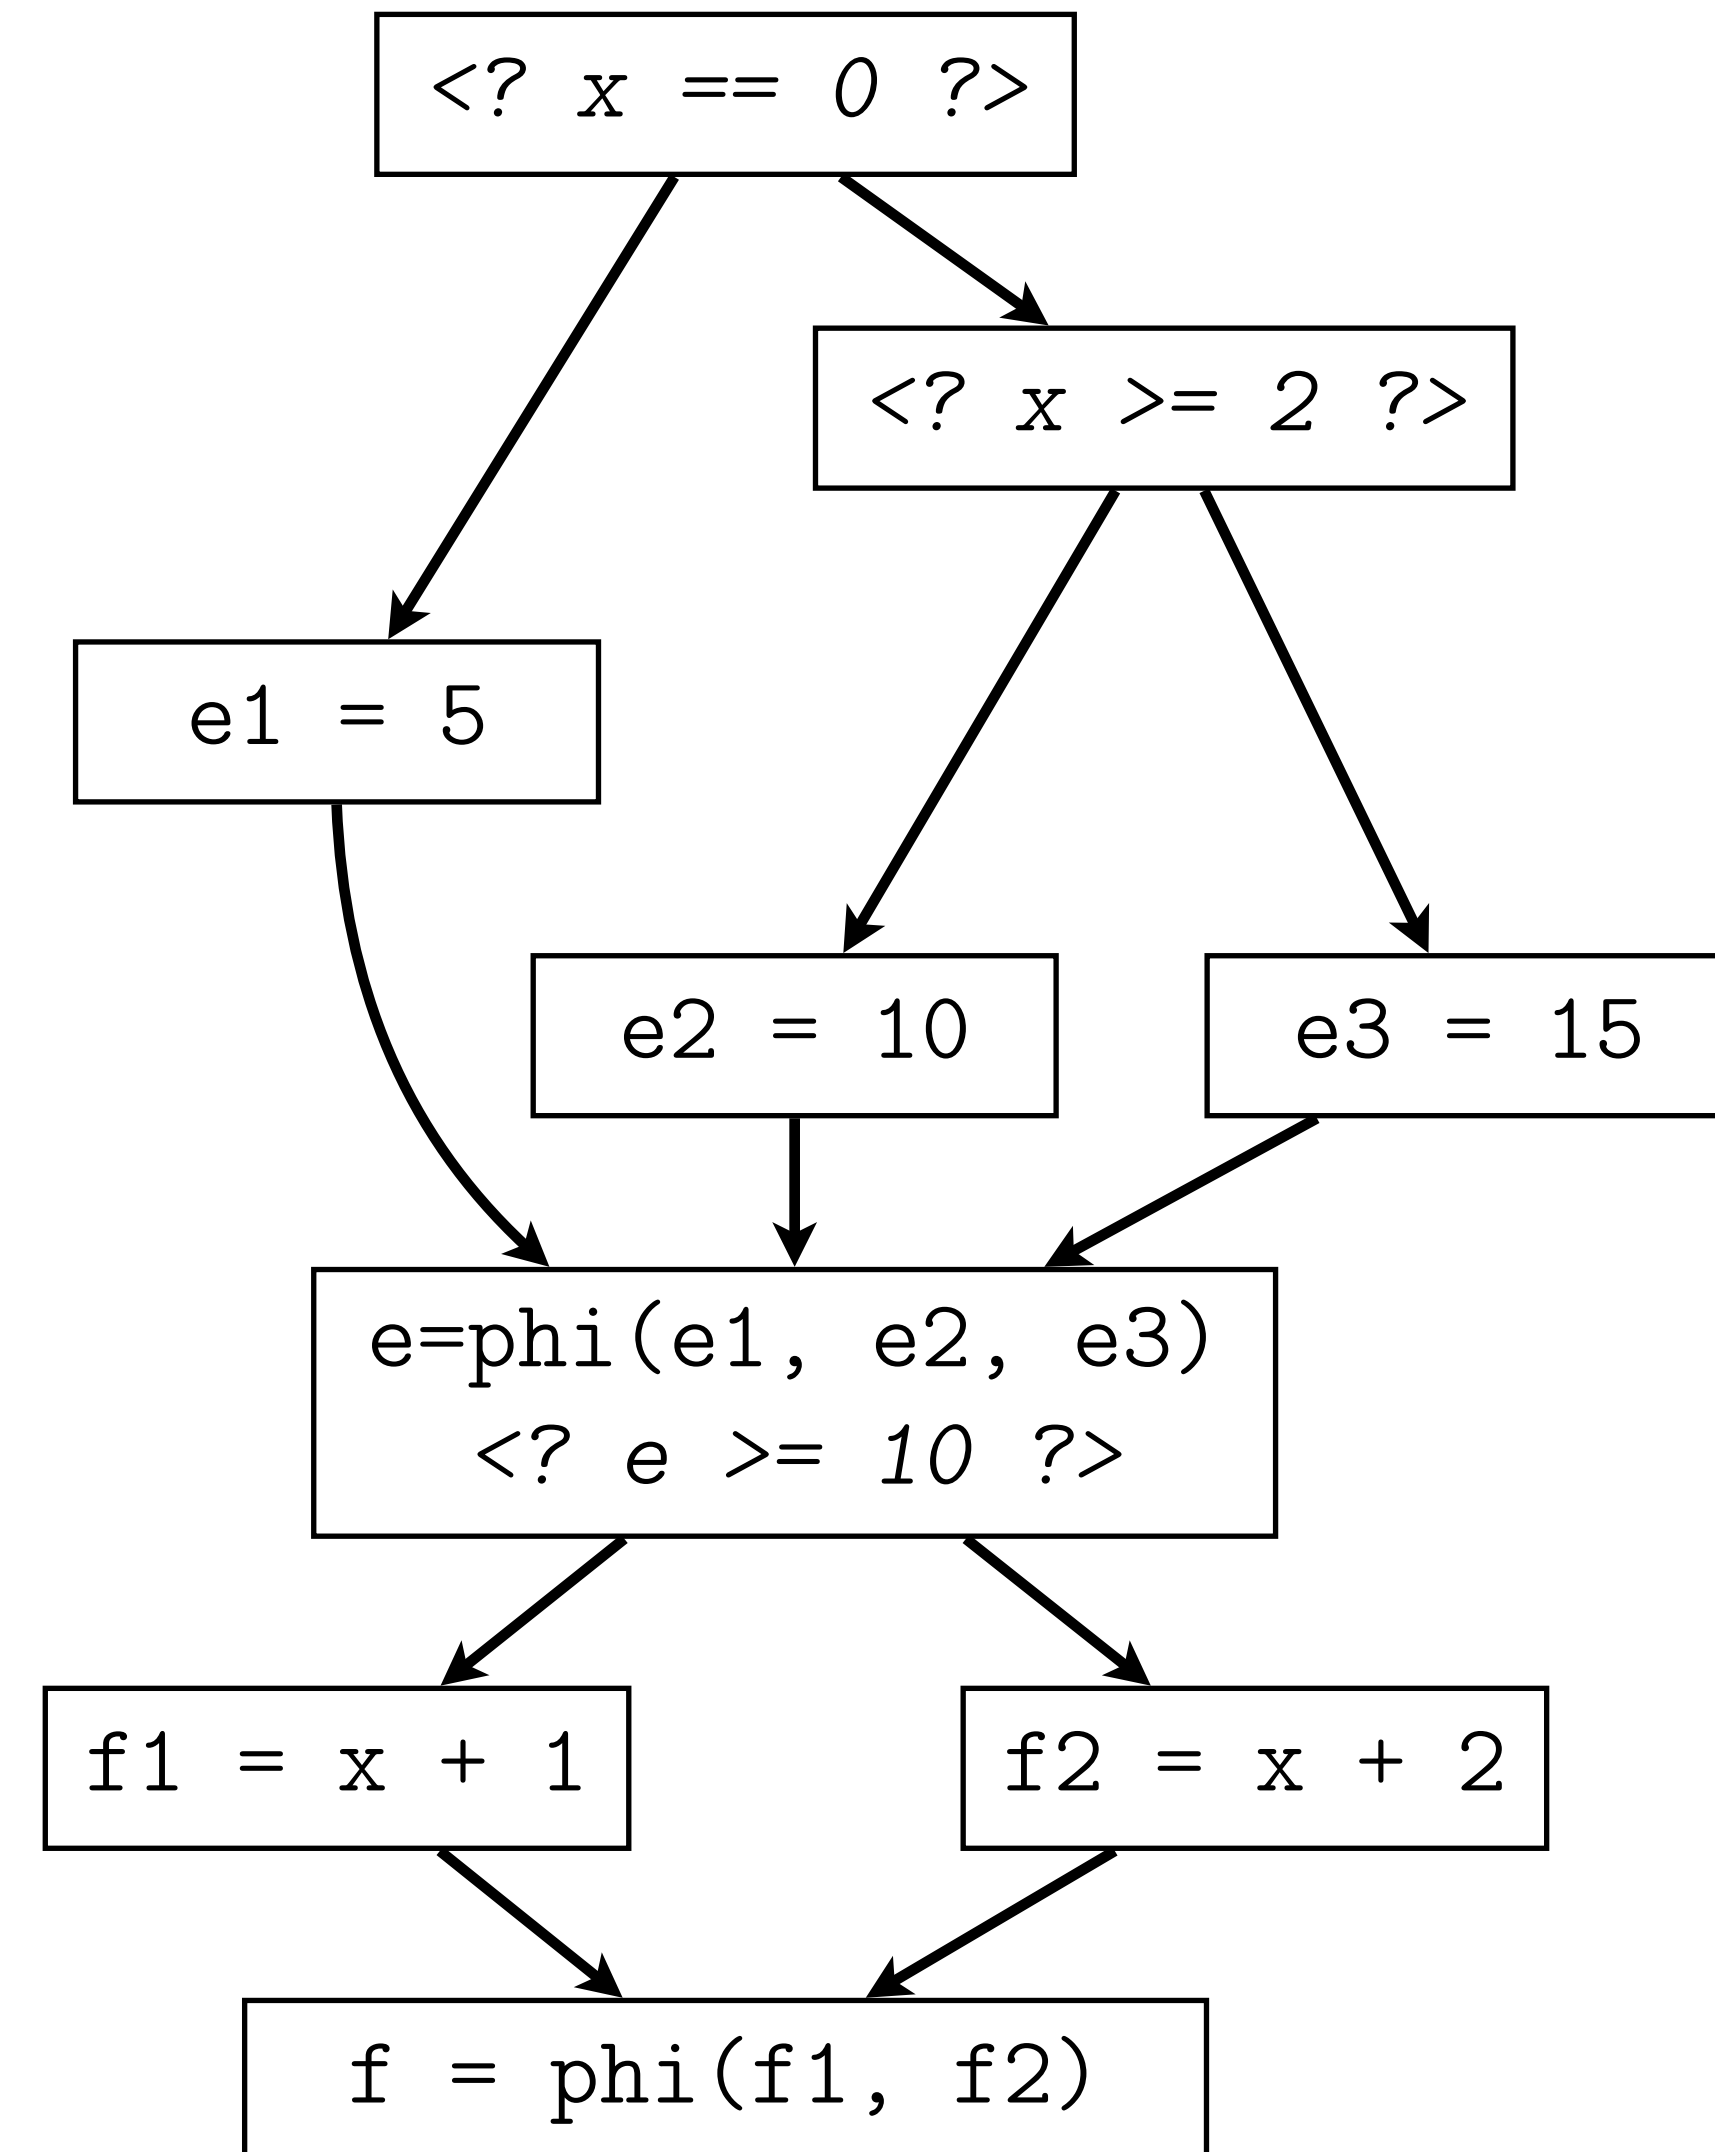 <? x == 0 ?>
<? x >= 2 ?>
e1 = 5
e2 = 10
e3 = 15
e=phi(e1, e2, e3)
<? e >= 10 ?>
f1 = x + 1
f2 = x + 2
f = phi(f1, f2)